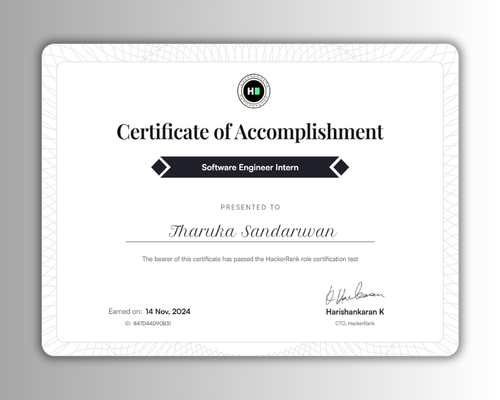 H
Certificate of Accomplishment
Software Engineer Intern
PRESENTED TO
Tharuka Sandaruwan
The bearer of this certificate has passed the HackerRank role certification test
Earned on: 14 Nov, 2024
ID: B47D44D90B31
Harishankaran K
CTO, HackerRank